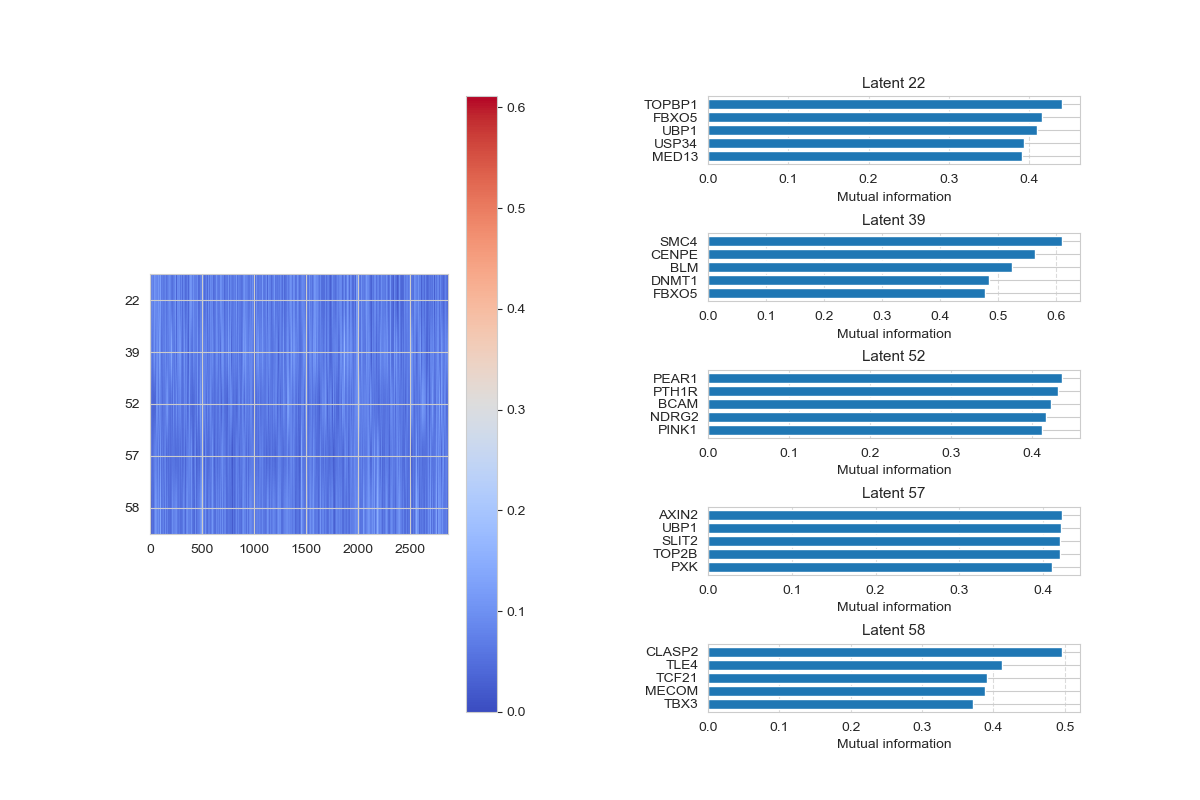 22
39
52
57
58
0 500 1000 1500 2000 2500
0.6
0.5
0.4
0.3
0.2
0.1
0.0
Latent 22
TOPBP1
FBXO5
UBP1
USP34
MED13
0.0 0.1 0.2 0.3 0.4
Mutual information
Latent 39
SMC4
CENPE
BLM
DNMT1
FBXO5
0.0 0.1 0.2 0.3 0.4 0.5 0.6
Mutual information
Latent 52
PEAR1
PTH1R
BCAM
NDRG2
PINK1
0.0 0.1 0.2 0.3 0.4
Mutual information
Latent 57
AXIN2
UBP1
SLIT2
TOP2B
PXK
0.0 0.1 0.2 0.3 0.4
Mutual information
Latent 58
CLASP2
TLE4
TCF21
MECOM
TBX3
0.0 0.1 0.2 0.3 0.4 0.5
Mutual information